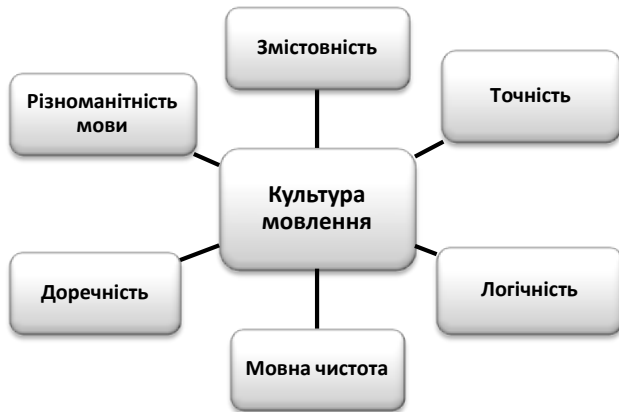 Змістовність
Різноманітність
мови
Точність
Культура
мовлення
Доречність
Логічність
Мовна чистота